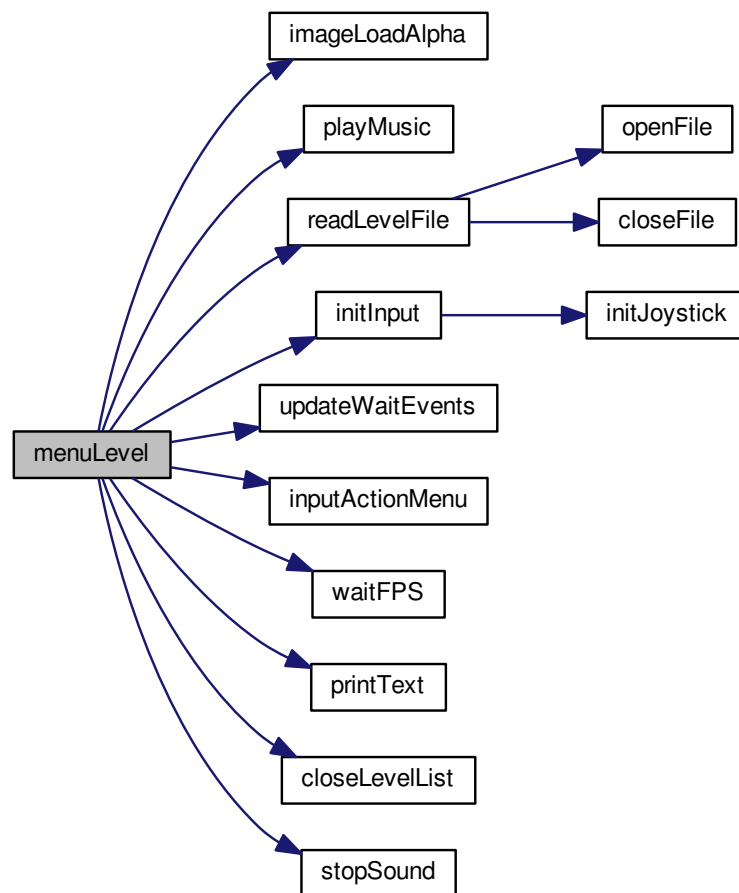 imageLoadAlpha
playMusic
openFile
readLevelFile
closeFile
initInput
initJoystick
updateWaitEvents
menuLevel
inputActionMenu
waitFPS
printText
closeLevelList
stopSound